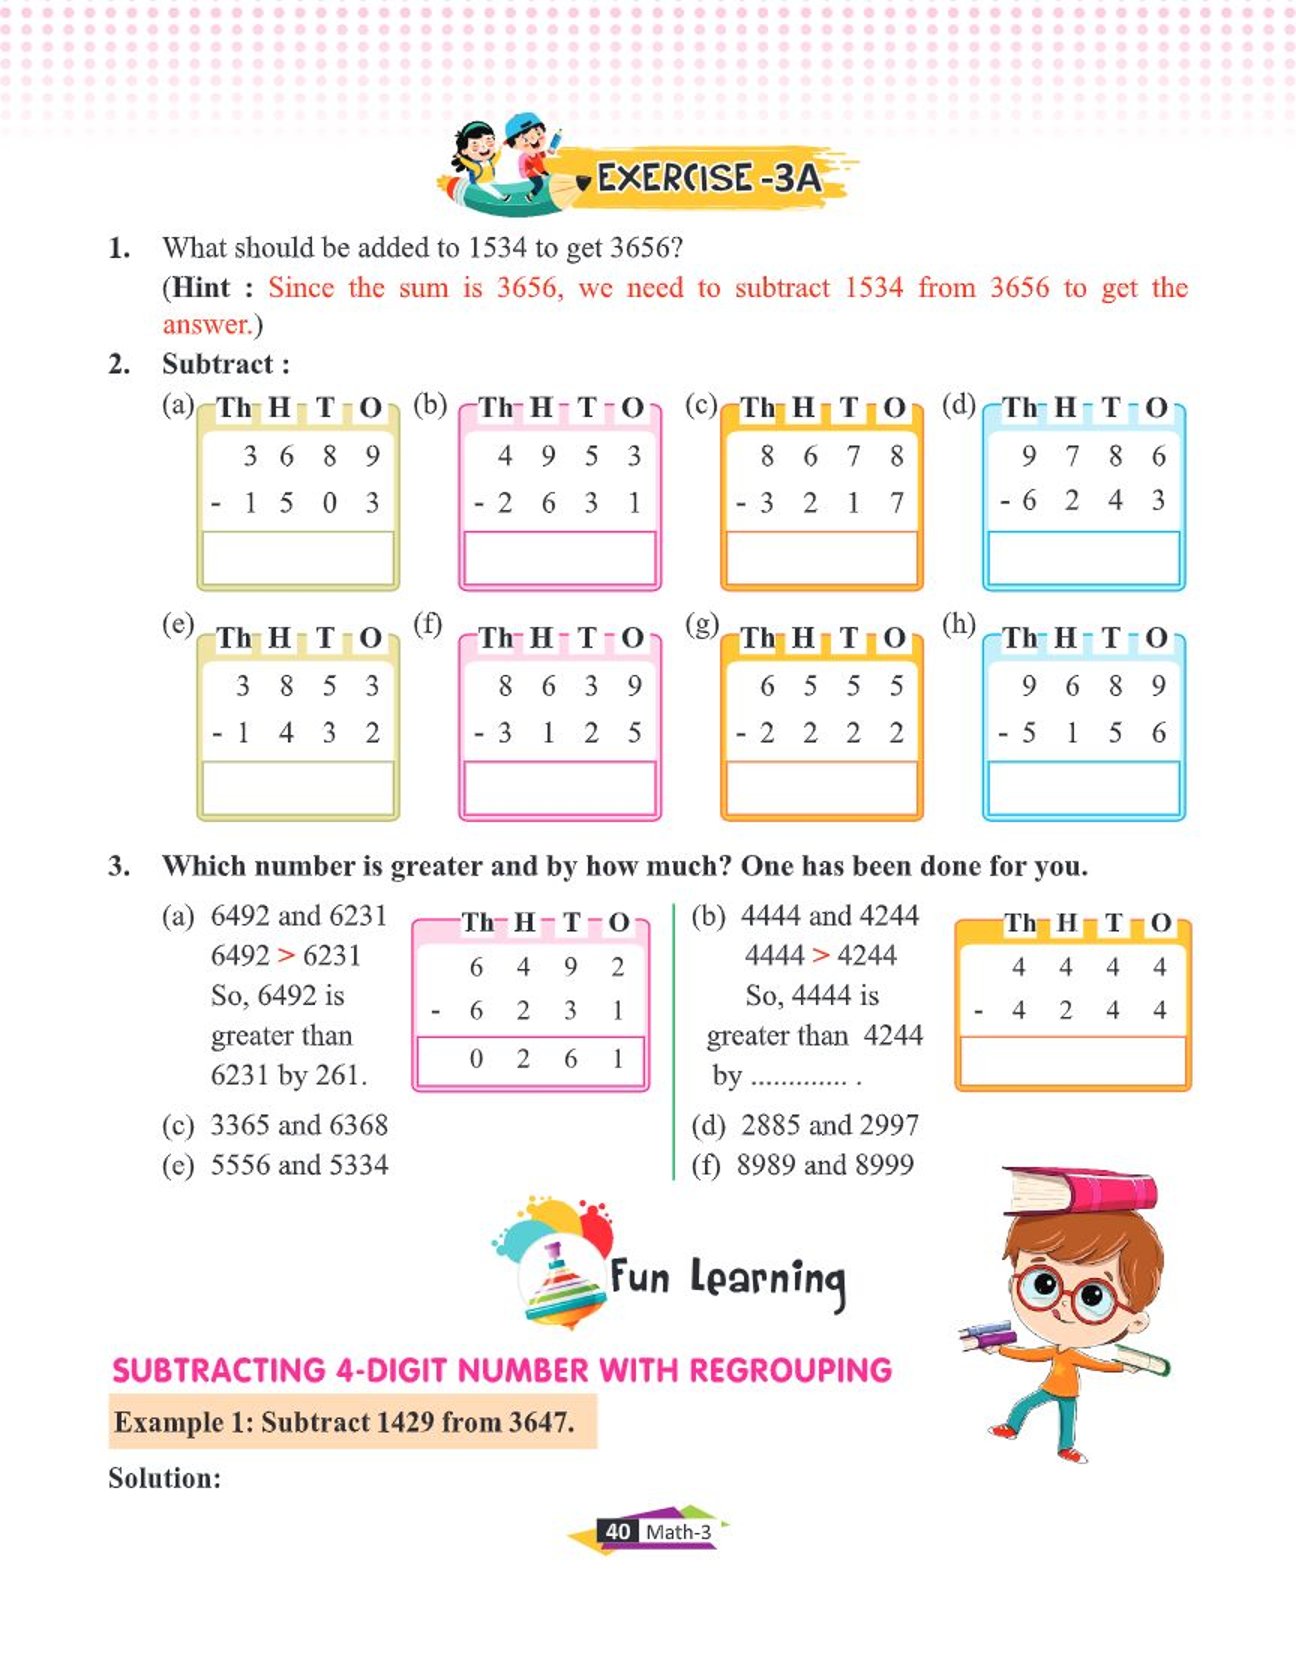 EXERCISE -3A
1. What should be added to 1534 to get 3656?
(Hint : Since the sum is 3656, we need to subtract 1534 from 3656 to get the
answer.)
2. Subtract :
(a) Th H T O (b) Th H T O (c) Th H T O (d) Th H T O
3 6 8 9 4 9 5 3 8 6 7 8 9 7 8 6
- 1 5 0 3 - 2 6 3 1 - 3 2 1 7 - 6 2 4 3
(e) Th H T O (f) Th H T O (g) Th H T O (h) Th H T O
3 8 5 3 8 6 3 9 6 5 5 5 9 6 8 9
- 1 4 3 2 - 3 1 2 5 - 2 2 2 2 - 5 1 5 6
3. Which number is greater and by how much? One has been done for you.
(a) 6492 and 6231
6492 > 6231
So, 6492 is
greater than
6231 by 261.
Th H T O
6 4 9 2
- 6 2 3 1
0 2 6 1
(b) 4444 and 4244
4444 > 4244
So, 4444 is
greater than 4244
by ............. .
Th H T O
4 4 4 4
- 4 2 4 4
(c) 3365 and 6368
(d) 2885 and 2997
(e) 5556 and 5334
(f) 8989 and 8999
Fun Learning
SUBTRACTING 4-DIGIT NUMBER WITH REGROUPING
Example 1: Subtract 1429 from 3647.
Solution:
40 Math-3